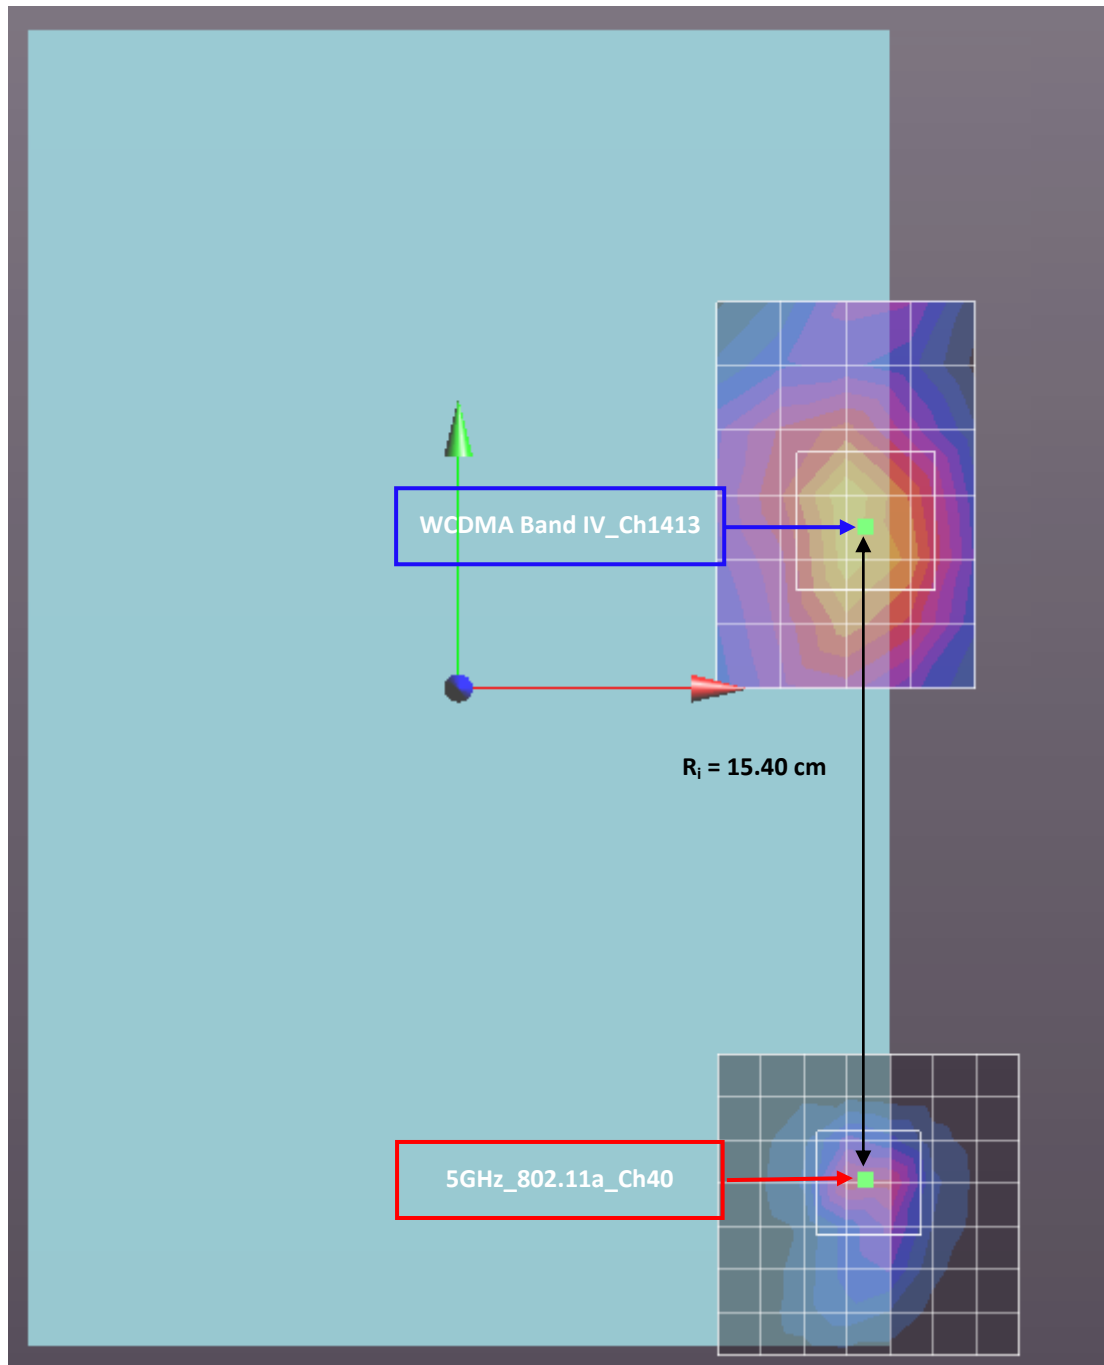 WCDMA Band IV_Ch1413
Rᵢ = 15.40 cm
5GHz_802.11a_Ch40